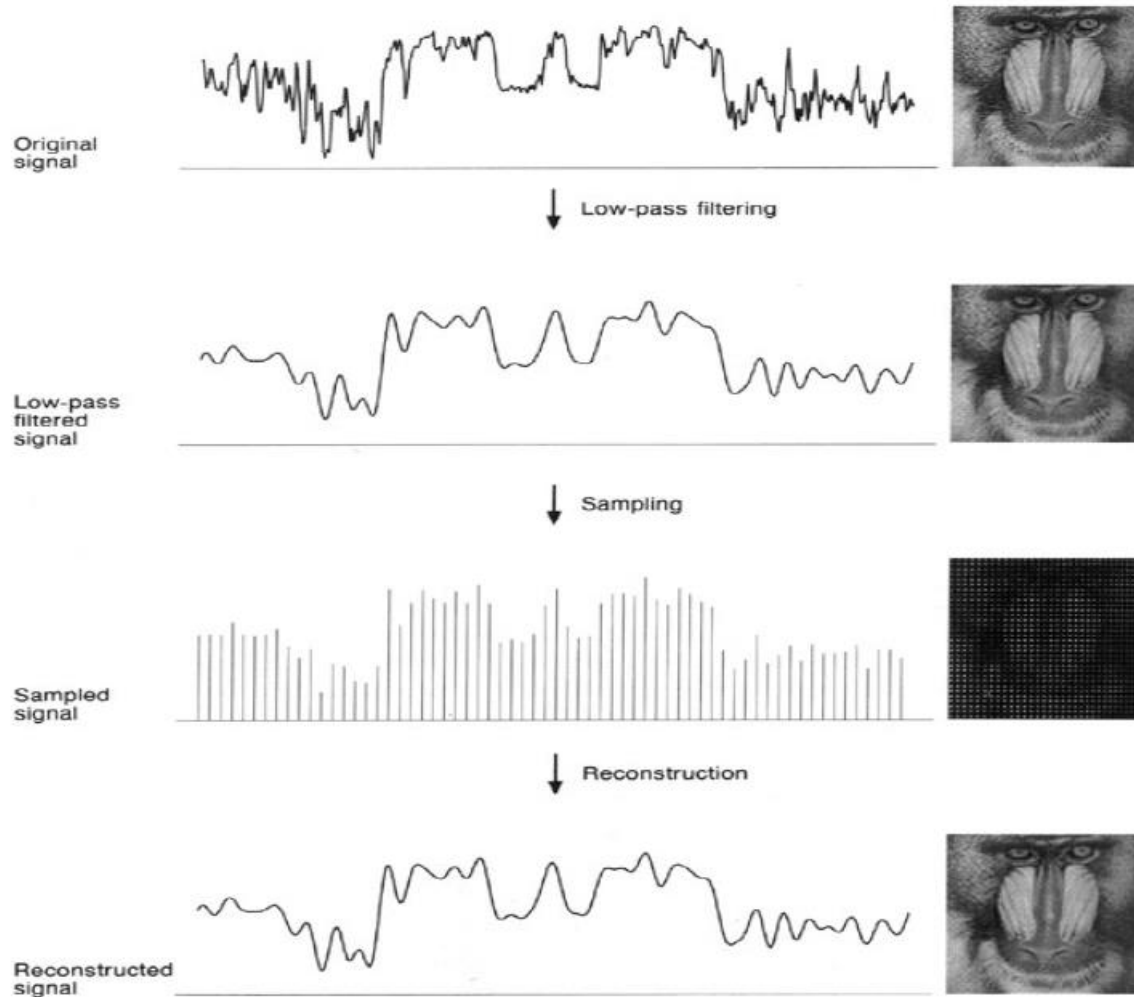 Original
signal
Low-pass filtering
Low-pass
filtered
signal
Sampling
Sampled
signal
Reconstruction
Reconstructed
signal